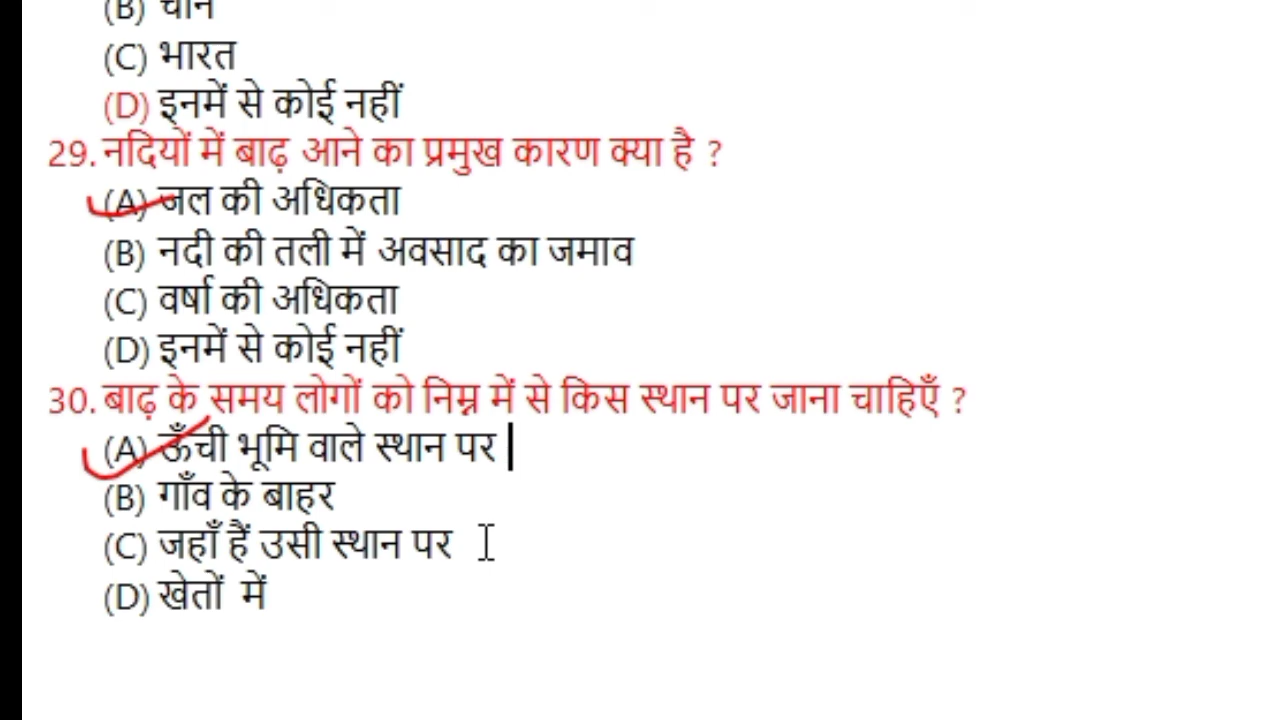 (B) चीन
(C) भारत
(D) इनमें से कोई नहीं
29. नदियों में बाढ़ आने का प्रमुख कारण क्या है ?
(A) जल की अधिकता
(B) नदी की तली में अवसाद का जमाव
(C) वर्षा की अधिकता
(D) इनमें से कोई नहीं
30. बाढ़ के समय लोगों को निम्न में से किस स्थान पर जाना चाहिएँ ?
(A) ऊँची भूमि वाले स्थान पर
(B) गाँव के बाहर
(C) जहाँ हैं उसी स्थान पर
(D) खेतों में